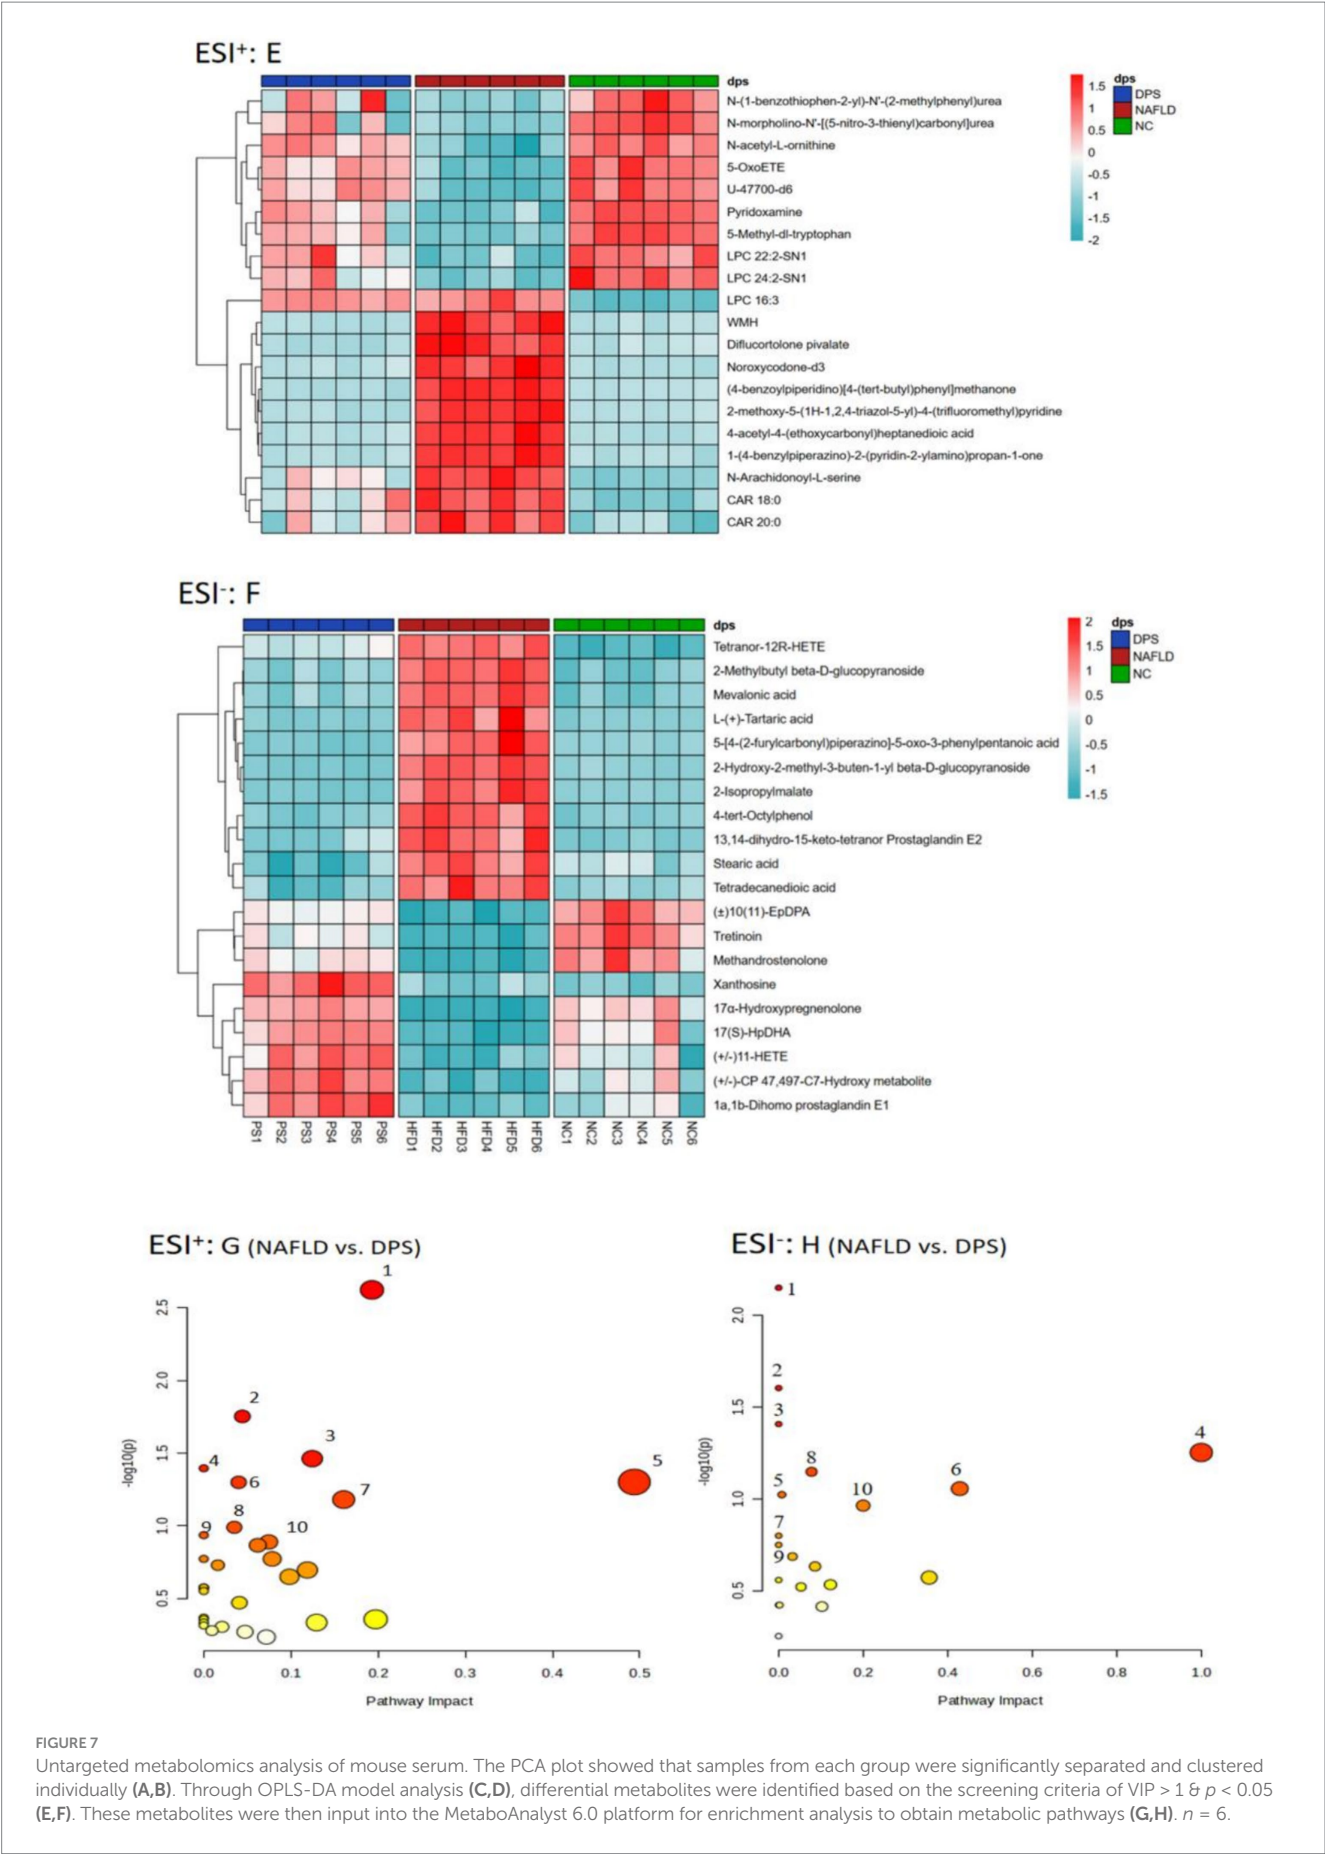 ESI+: E
dps
N-(1-benzothiophen-2-yl)-N'-(2-methylphenyl)urea
N-morpholino-N'-[(5-nitro-3-thienyl)carbonyl]urea
N-acetyl-L-ornithine
5-OxoETE
U-47700-d6
Pyridoxamine
5-Methyl-dl-tryptophan
LPC 22:2-SN1
LPC 24:2-SN1
LPC 16:3
WMH
Diflucortolone pivalate
Noroxycodone-d3
(4-benzoylpiperidino)[4-(tert-butyl)phenyl]methanone
2-methoxy-5-(1H-1,2,4-triazol-5-yl)-4-(trifluoromethyl)pyridine
4-acetyl-4-(ethoxycarbonyl)heptanedioic acid
1-(4-benzylpiperazino)-2-(pyridin-2-ylamino)propan-1-one
N-Arachidonoyl-L-serine
CAR 18:0
CAR 20:0
1.5
1
0.5
0
-0.5
-1
-1.5
-2
dps
DPS
NAFLD
NC
ESI-: F
dps
Tetranor-12R-HETE
2-Methylbutyl beta-D-glucopyranoside
Mevalonic acid
L-(+)-Tartaric acid
5-[4-(2-furylcarbonyl)piperazino]-5-oxo-3-phenylpentanoic acid
2-Hydroxy-2-methyl-3-buten-1-yl beta-D-glucopyranoside
2-Isopropylmalate
4-tert-Octylphenol
13,14-dihydro-15-keto-tetranor Prostaglandin E2
Stearic acid
Tetradecanedioic acid
(±)10(11)-EpDPA
Tretinoin
Methandrostenolone
Xanthosine
17α-Hydroxypregnenolone
17(S)-HpDHA
(+/-)11-HETE
(+/-)-CP 47,497-C7-Hydroxy metabolite
1a,1b-Dihomo prostaglandin E1
2
1.5
1
0.5
0
-0.5
-1
-1.5
dps
DPS
NAFLD
NC
PS1 PS2 PS3 PS4 PS5 PS6 HFD1 HFD2 HFD3 HFD4 HFD5 HFD6 NC1 NC2 NC3 NC4 NC5 NC6
ESI+: G (NAFLD vs. DPS)
1
2
3
4
5
6
7
8
9
10
-log10(p)
2.5
2.0
1.5
1.0
0.5
0.0 0.1 0.2 0.3 0.4 0.5
Pathway Impact
ESI-: H (NAFLD vs. DPS)
1
2
3
4
8
6
5
10
7
9
-log10(p)
2.0
1.5
1.0
0.5
0.0 0.2 0.4 0.6 0.8 1.0
Pathway Impact
FIGURE 7
Untargeted metabolomics analysis of mouse serum. The PCA plot showed that samples from each group were significantly separated and clustered
individually (A,B). Through OPLS-DA model analysis (C,D), differential metabolites were identified based on the screening criteria of VIP > 1 & p < 0.05
(E,F). These metabolites were then input into the MetaboAnalyst 6.0 platform for enrichment analysis to obtain metabolic pathways (G,H). n = 6.